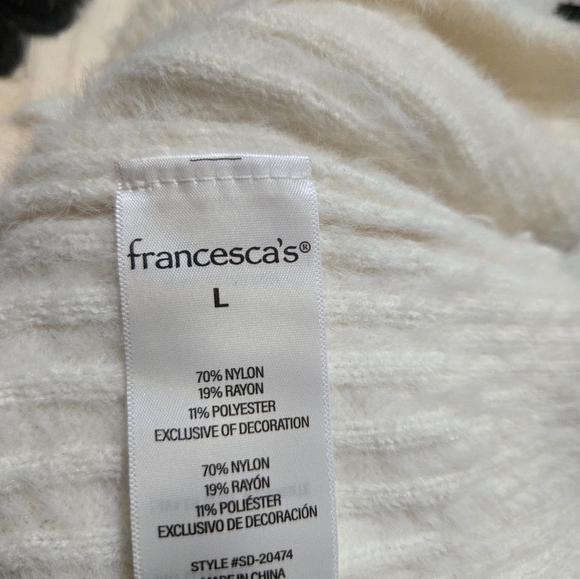 francesca's®
L
70% NYLON
19% RAYON
11% POLYESTER
EXCLUSIVE OF DECORATION
70% NYLON
19% RAYÓN
11% POLIÉSTER
EXCLUSIVO DE DECORACIÓN
STYLE #SD-20474
MADE IN CHINA